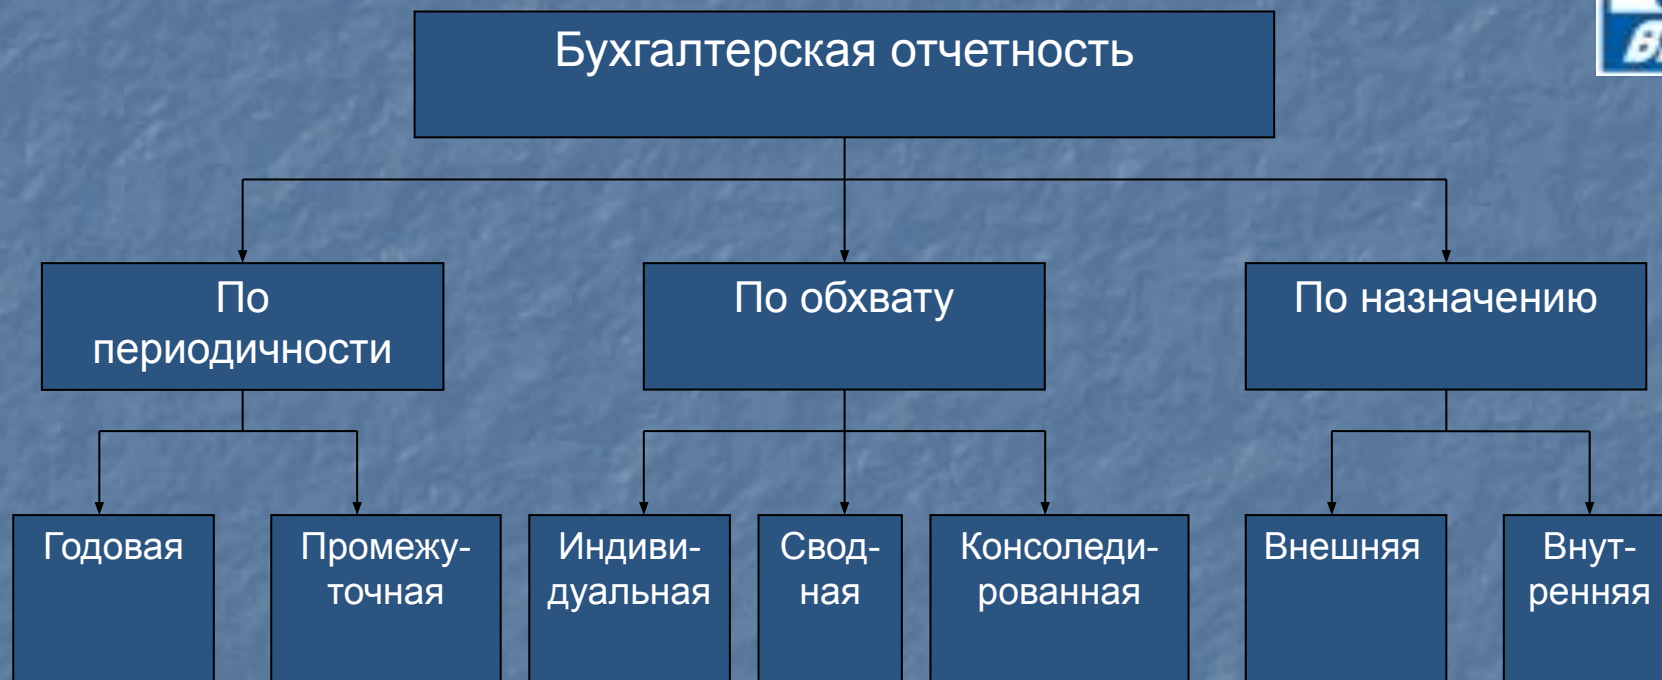 Бухгалтерская отчетность
По
периодичности
По обхвату
По назначению
Годовая
Промежу-
точная
Индиви-
дуальная
Свод-
ная
Консоледи-
рованная
Внешняя
Внут-
ренняя